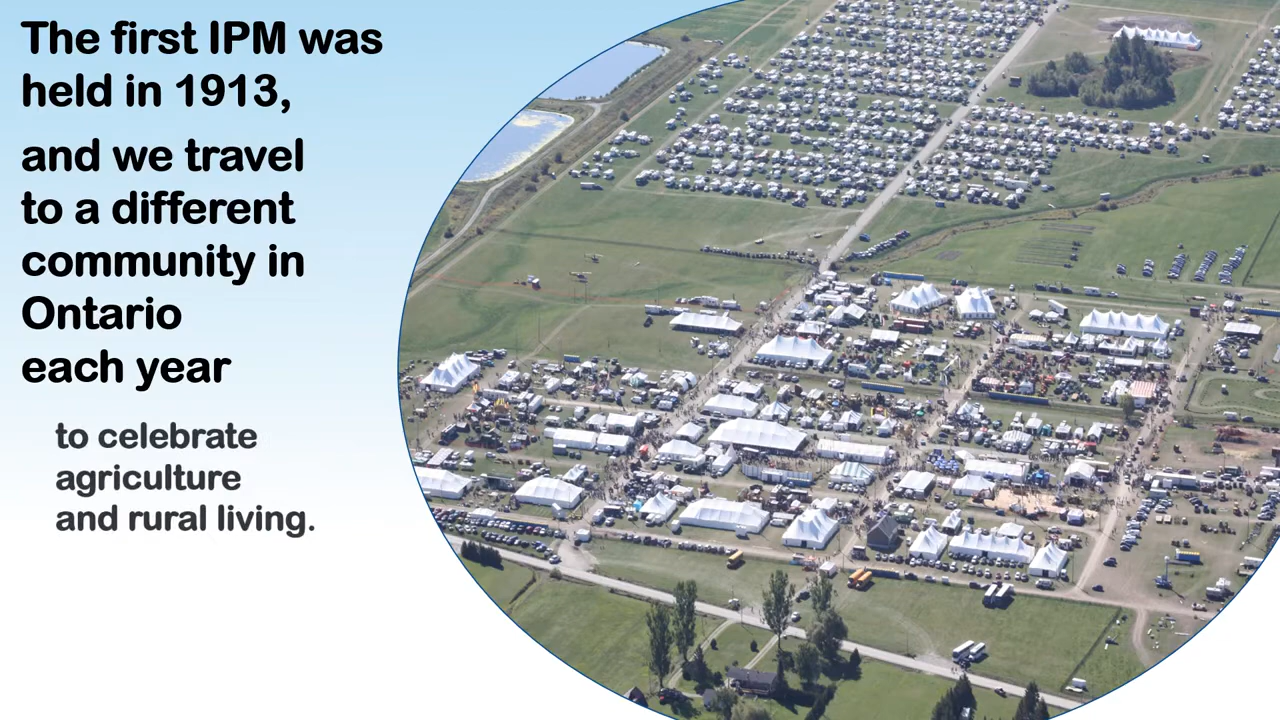 The first IPM was
held in 1913,
and we travel
to a different
community in
Ontario
each year
to celebrate
agriculture
and rural living.